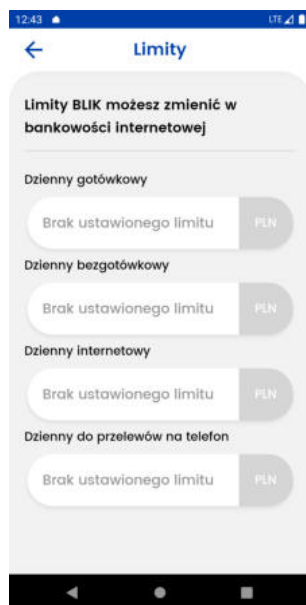 12:43 LTE
Limity
Limity BLIK możesz zmienić w
bankowości internetowej
Dzienny gotówkowy
Brak ustawionego limitu PLN
Dzienny bezgotówkowy
Brak ustawionego limitu PLN
Dzienny internetowy
Brak ustawionego limitu PLN
Dzienny do przelewów na telefon
Brak ustawionego limitu PLN